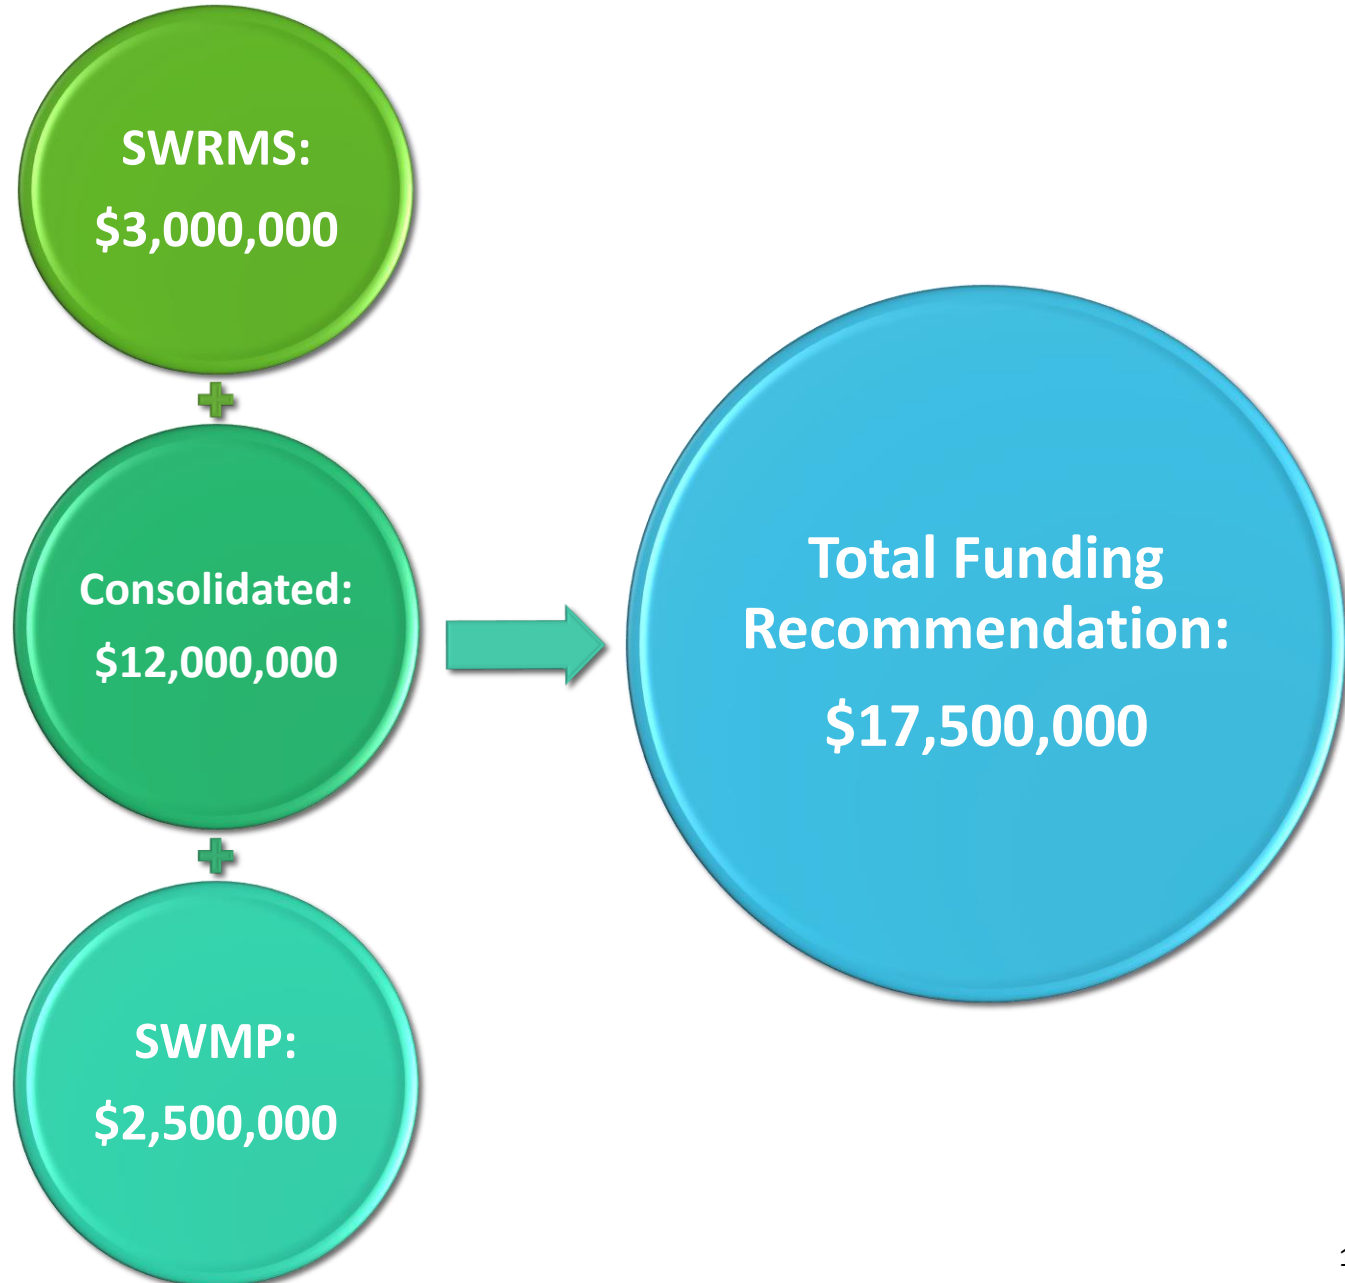 SWRMS:
$3,000,000
Consolidated:
$12,000,000
SWMP:
$2,500,000
Total Funding
Recommendation:
$17,500,000